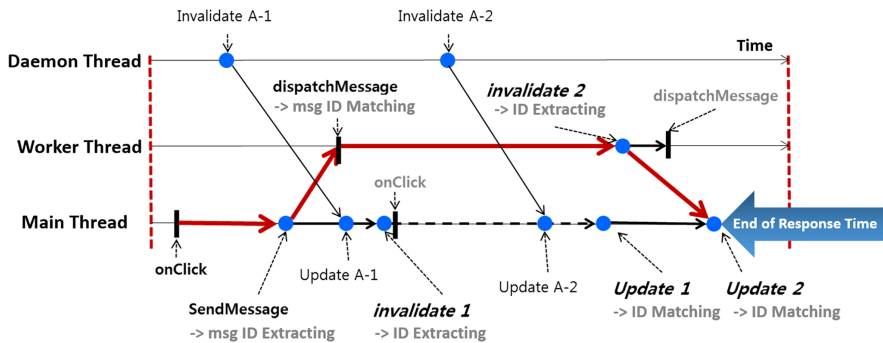 Invalidate A-1
Invalidate A-2
Time
Daemon Thread
dispatchMessage
-> msg ID Matching
invalidate 2
-> ID Extracting
dispatchMessage
Worker Thread
onClick
Main Thread
End of Response Time
onClick
Update A-1
Update A-2
SendMessage
-> msg ID Extracting
invalidate 1
-> ID Extracting
Update 1
-> ID Matching
Update 2
-> ID Matching